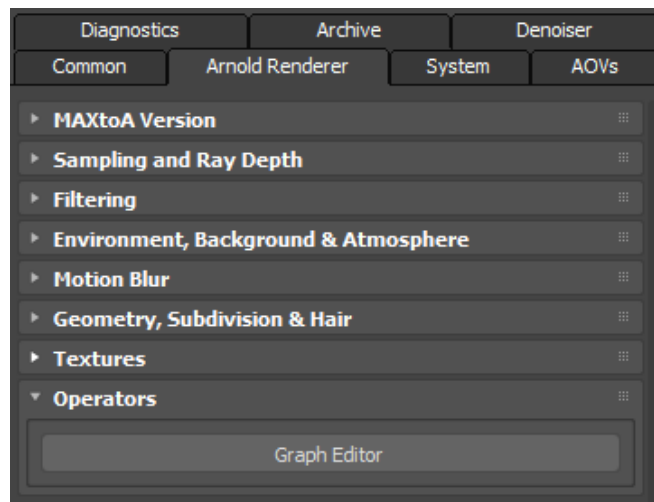 Diagnostics Archive Denoiser
Common Arnold Renderer System AOVs
MAXtoA Version
Sampling and Ray Depth
Filtering
Environment, Background & Atmosphere
Motion Blur
Geometry, Subdivision & Hair
Textures
Operators
Graph Editor